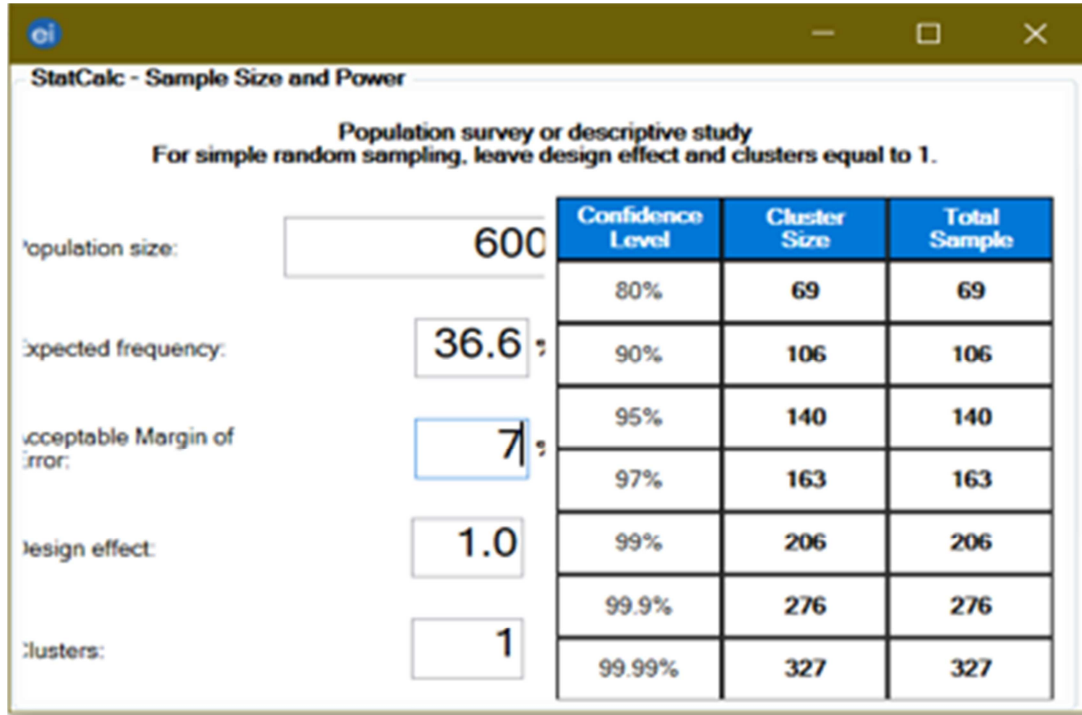 ei
StatCalc - Sample Size and Power
Population survey or descriptive study
For simple random sampling, leave design effect and clusters equal to 1.
opulation size:
600
xpected frequency:
36.6
cceptable Margin of
rror:
7
esign effect:
1.0
lusters:
1
Confidence Level Cluster Size Total Sample
80% 69 69
90% 106 106
95% 140 140
97% 163 163
99% 206 206
99.9% 276 276
99.99% 327 327